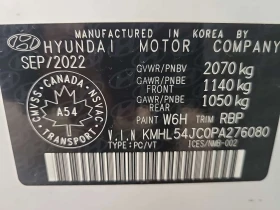 MANUFACTURED IN KOREA BY
HYUNDAI MOTOR COMPANY
SEP/2022
GVWR/PNBV 2070 kg
GAWR/PNBE FRONT 1140 kg
GAWR/PNBE REAR 1050 kg
CMVSS · CANADA · NSVAC
A54
TRANSPORT
PAINT W6H TRIM RBP
V.I.N KMHL54JC0PA276080
TYPE:PC/VT ICES/NMB-002